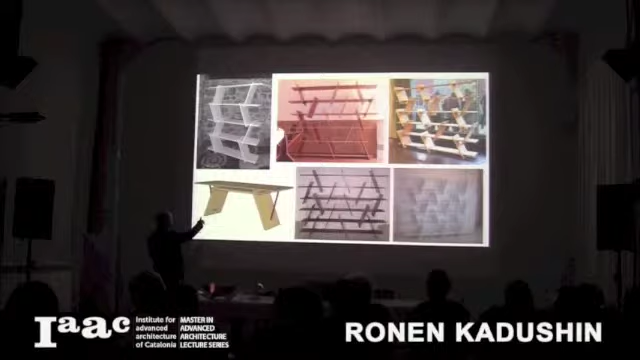 Iaac
institute for
advanced
architecture
of Catalonia
MASTER IN
ADVANCED
ARCHITECTURE
LECTURE SERIES
RONEN KADUSHIN